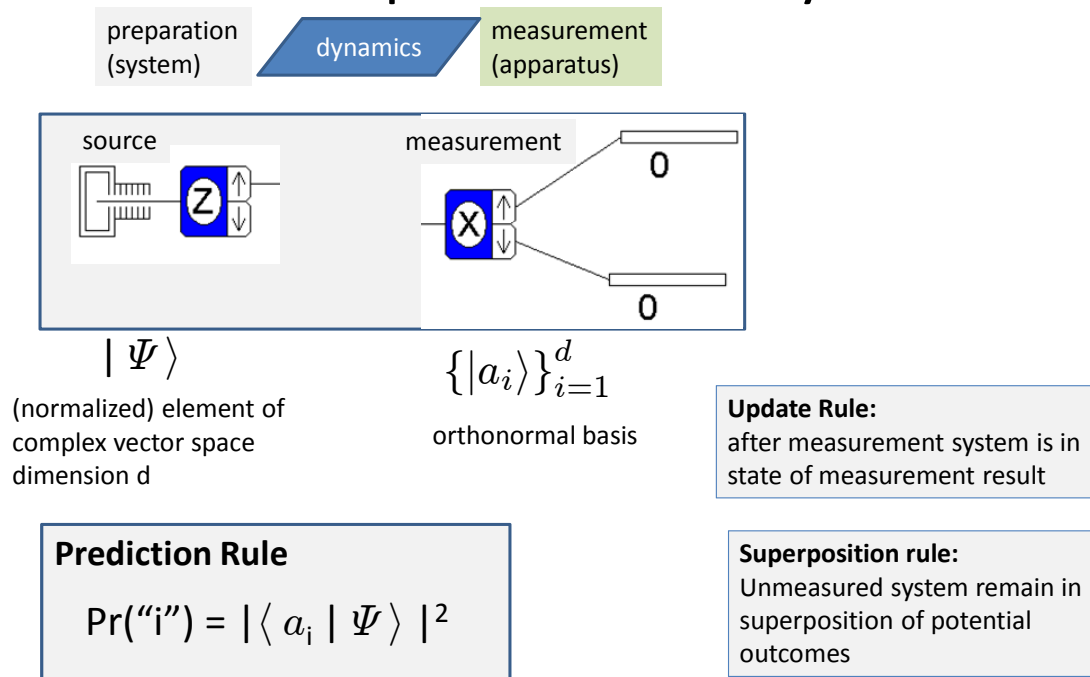 preparation
(system)
dynamics
measurement
(apparatus)
source
measurement
Z
↑
↓
X
↑
↓
0
0
| Ψ ⟩
{|a_i⟩}_{i=1}^d
(normalized) element of
complex vector space
dimension d
orthonormal basis
Update Rule:
after measurement system is in
state of measurement result
Prediction Rule
Pr(“i”) = |⟨ a_i | Ψ ⟩ |²
Superposition rule:
Unmeasured system remain in
superposition of potential
outcomes